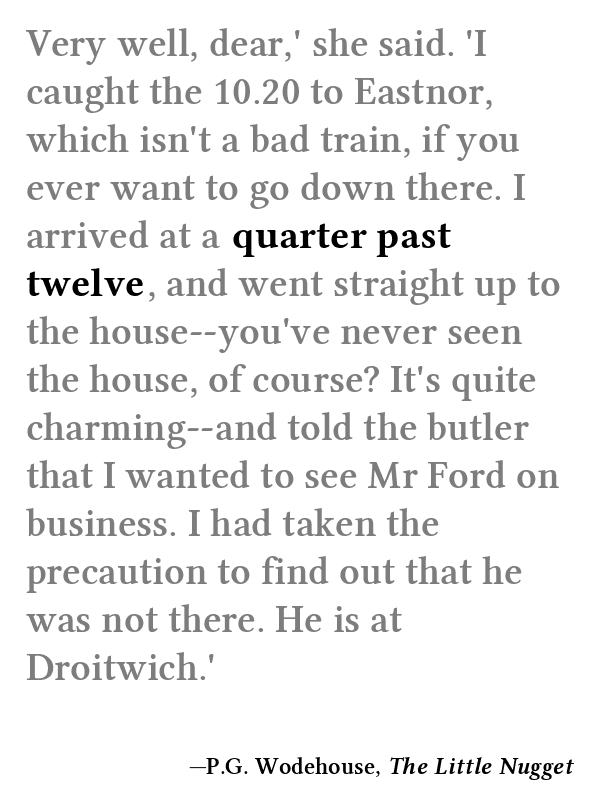 Very well, dear,' she said. 'I
caught the 10.20 to Eastnor,
which isn't a bad train, if you
ever want to go down there. I
arrived at a quarter past
twelve, and went straight up to
the house--you've never seen
the house, of course? It's quite
charming--and told the butler
that I wanted to see Mr Ford on
business. I had taken the
precaution to find out that he
was not there. He is at
Droitwich.'
—P.G. Wodehouse, The Little Nugget